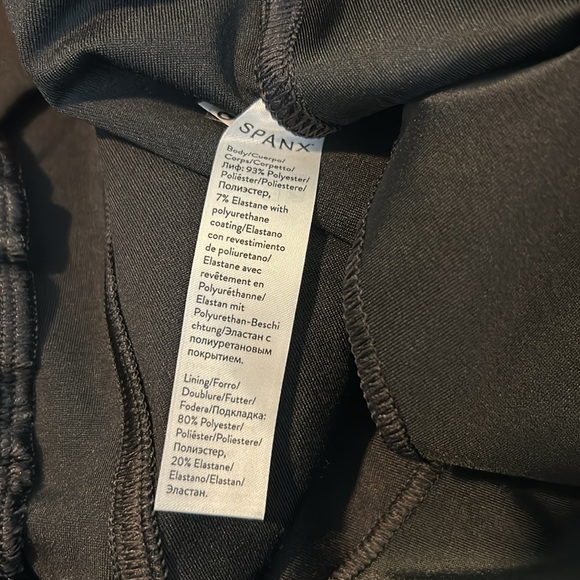 SPANX
Body/Cuerpo/
Corps/Corpetto/
Лиф: 93% Polyester/
Poliéster/Poliestere/
Полиэстер,
7% Elastane with
polyurethane
coating/Elastano
con revestimiento
de poliuretano/
Elastane avec
revêtement en
Polyuréthanne/
Elastan mit
Polyurethan-Beschi
chtung/Эластан с
полиуретановым
покрытием.
Lining/Forro/
Doublure/Futter/
Fodera/Подкладка:
80% Polyester/
Poliéster/Poliestere/
Полиэстер,
20% Elastane/
Elastano/Elastan/
Эластан.